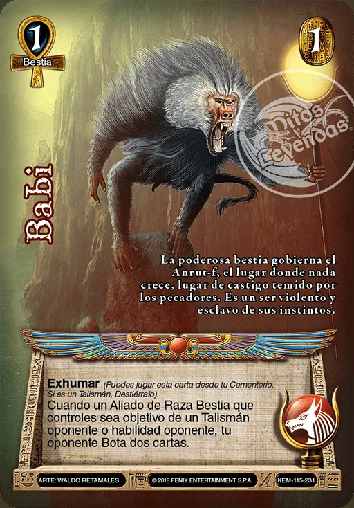 1
Bestia
1
Mitos
y
Leyendas
Babi
La poderosa bestia gobierna el
Anrut-f, el lugar donde nada
crece, lugar de castigo temido por
los pecadores. Es un ser violento y
esclavo de sus instintos.
Exhumar (Puedes jugar esta carta desde tu Cementerio.
Si es un Talismán, Destiérralo)
Cuando un Aliado de Raza Bestia que
controles sea objetivo de un Talismán
oponente o habilidad oponente, tu
oponente Bota dos cartas.
ARTE: WALDO RETAMALES
© 2015 FENIX ENTERTAINMENT S.P.A.